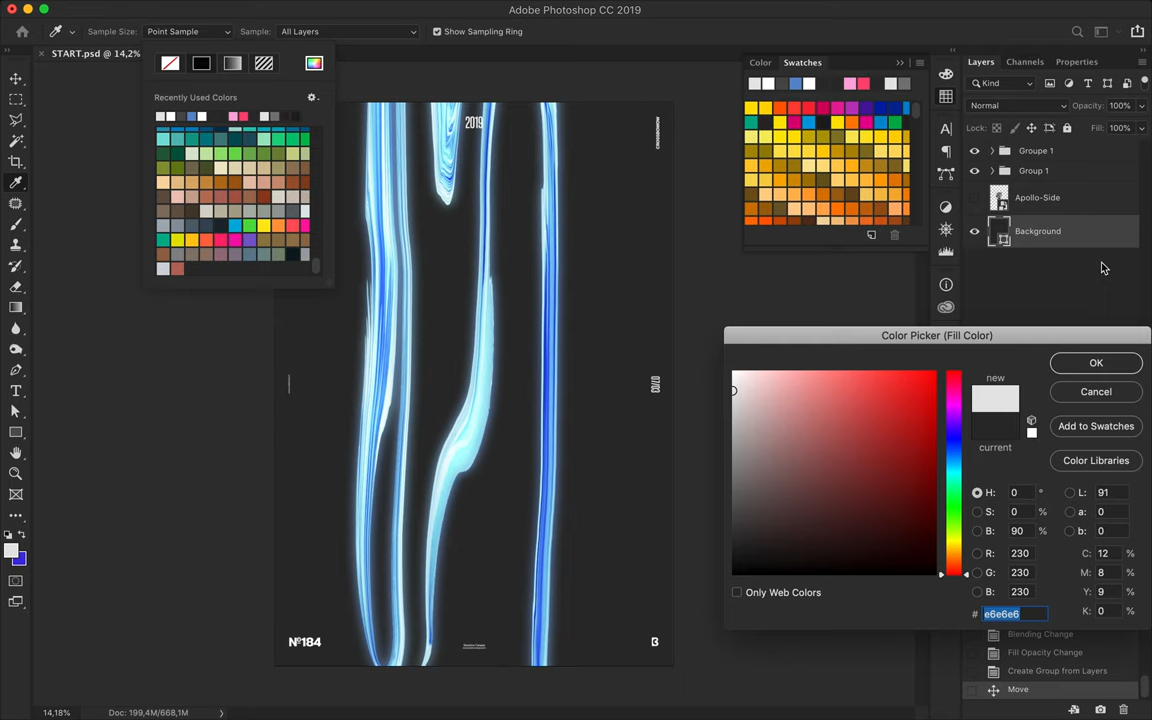 Adobe Photoshop CC 2019
Sample Size: Point Sample Sample: All Layers Show Sampling Ring
START.psd @ 14,2%
Recently Used Colors
2019
07/03
Nº184
B
Color Swatches
Layers Channels Properties
Kind
Normal Opacity: 100%
Lock: Fill: 100%
Groupe 1
Group 1
Apollo-Side
Background
Color Picker (Fill Color)
new
current
OK
Cancel
Add to Swatches
Color Libraries
H: 0 ° L: 91
S: 0 % a: 0
B: 90 % b: 0
R: 230 C: 12 %
G: 230 M: 8 %
B: 230 Y: 9 %
# e6e6e6 K: 0 %
Only Web Colors
Blending Change
Fill Opacity Change
Create Group from Layers
Move
14,18% Doc: 199,4M/668,1M